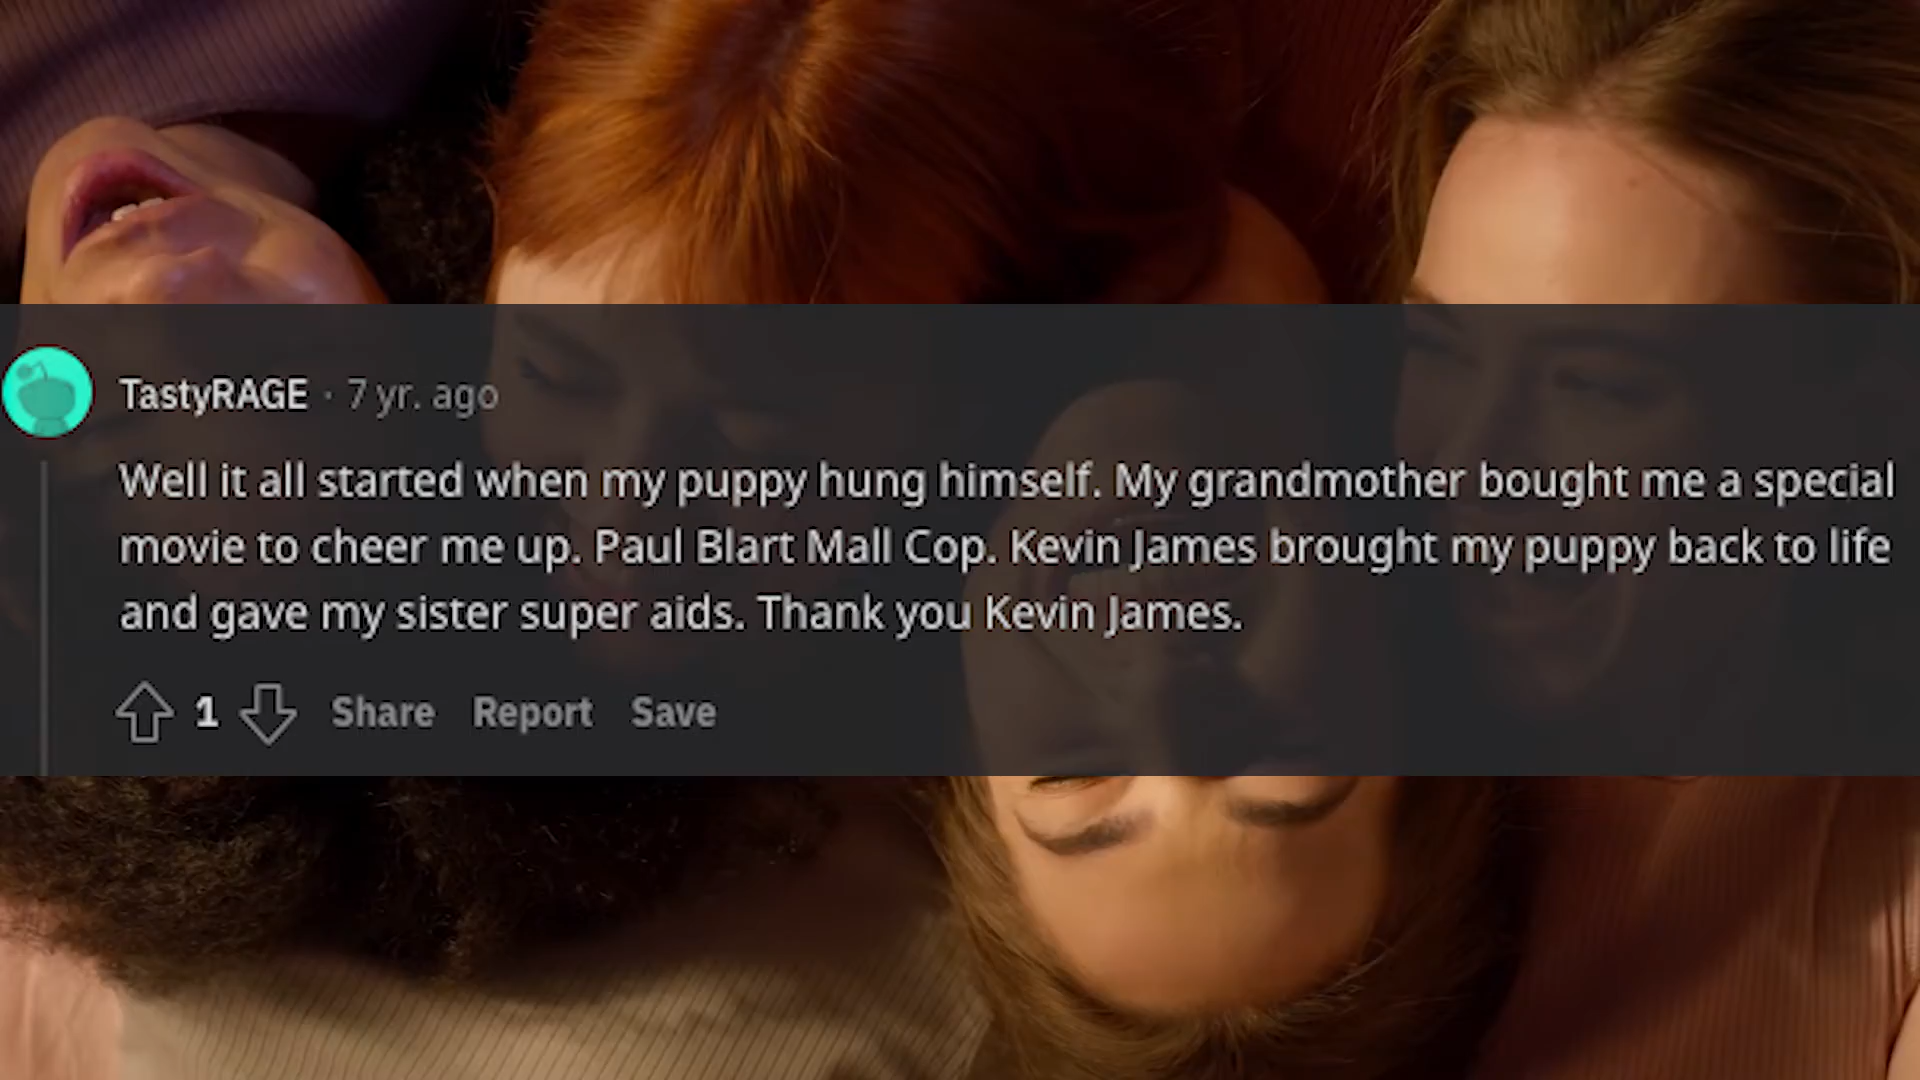 TastyRAGE · 7 yr. ago
Well it all started when my puppy hung himself. My grandmother bought me a special
movie to cheer me up. Paul Blart Mall Cop. Kevin James brought my puppy back to life
and gave my sister super aids. Thank you Kevin James.
1 Share Report Save